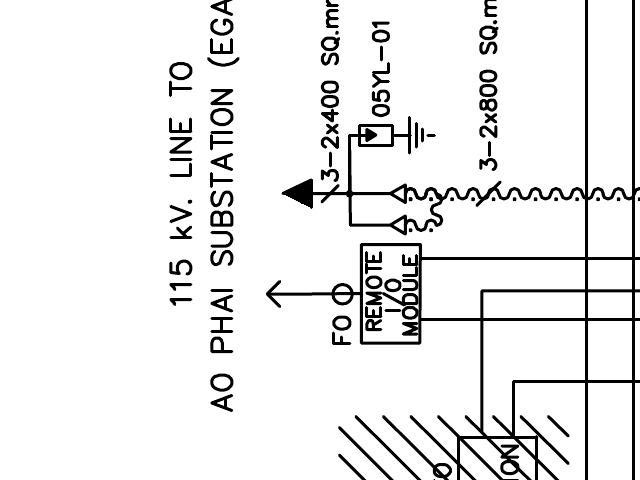 115 kV. LINE TO
AO PHAI SUBSTATION (EGA
3-2x400 SQ.m
05YL-01
3-2x800 SQ.m
FO
REMOTE
I/O
MODULE
O
ION